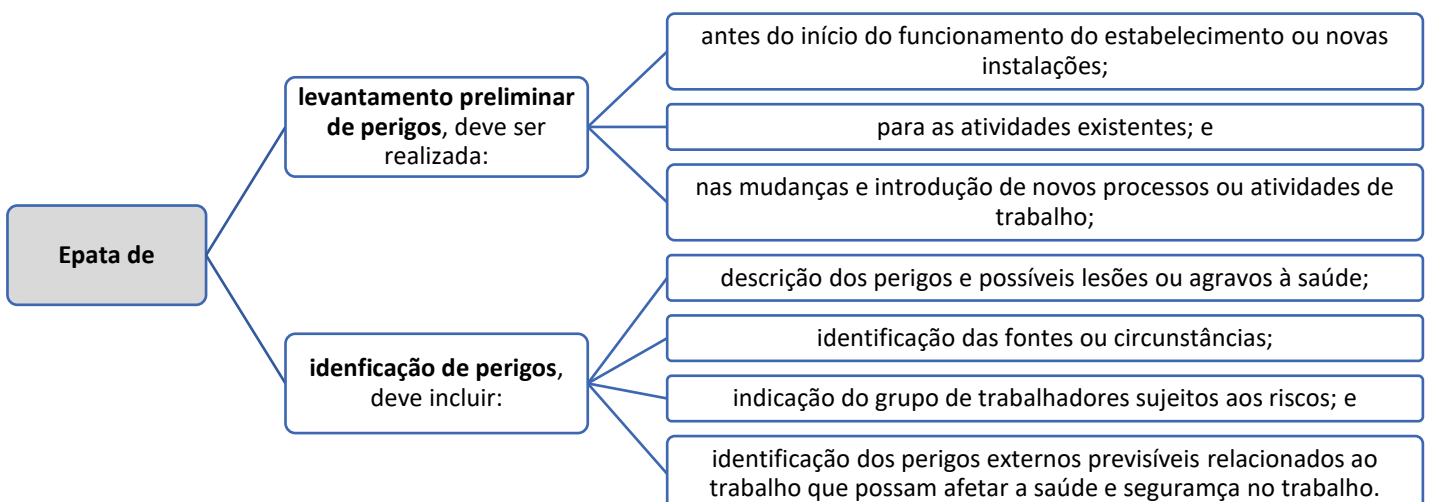 Epata de
levantamento preliminar
de perigos, deve ser
realizada:
antes do início do funcionamento do estabelecimento ou novas
instalações;
para as atividades existentes; e
nas mudanças e introdução de novos processos ou atividades de
trabalho;
idenficação de perigos,
deve incluir:
descrição dos perigos e possíveis lesões ou agravos à saúde;
identificação das fontes ou circunstâncias;
indicação do grupo de trabalhadores sujeitos aos riscos; e
identificação dos perigos externos previsíveis relacionados ao
trabalho que possam afetar a saúde e seguramça no trabalho.